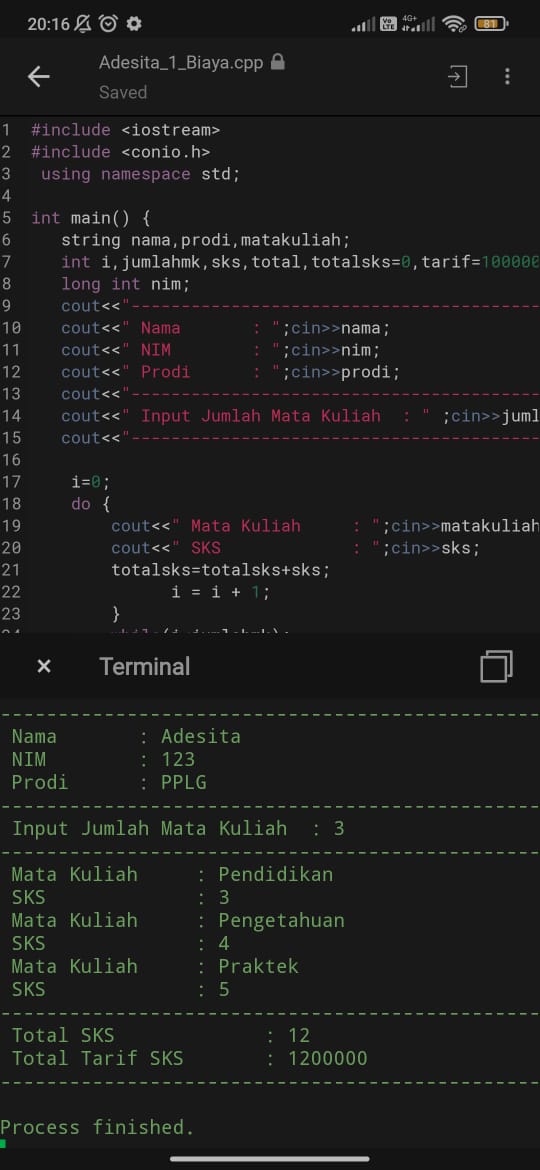 20:16 Vo LTE 4G+ 81
Adesita_1_Biaya.cpp
Saved
1 #include <iostream>
2 #include <conio.h>
3 using namespace std;
4
5 int main() {
6 string nama,prodi,matakuliah;
7 int i,jumlahmk,sks,total,totalsks=0,tarif=100000
8 long int nim;
9 cout<<"-----------------------------------------
10 cout<<" Nama : ";cin>>nama;
11 cout<<" NIM : ";cin>>nim;
12 cout<<" Prodi : ";cin>>prodi;
13 cout<<"-----------------------------------------
14 cout<<" Input Jumlah Mata Kuliah : " ;cin>>juml
15 cout<<"-----------------------------------------
16
17 i=0;
18 do {
19 cout<<" Mata Kuliah : ";cin>>matakuliah
20 cout<<" SKS : ";cin>>sks;
21 totalsks=totalsks+sks;
22 i = i + 1;
23 }
× Terminal
-----------------------------------------------
Nama : Adesita
NIM : 123
Prodi : PPLG
-----------------------------------------------
Input Jumlah Mata Kuliah : 3
-----------------------------------------------
Mata Kuliah : Pendidikan
SKS : 3
Mata Kuliah : Pengetahuan
SKS : 4
Mata Kuliah : Praktek
SKS : 5
-----------------------------------------------
Total SKS : 12
Total Tarif SKS : 1200000
-----------------------------------------------
Process finished.